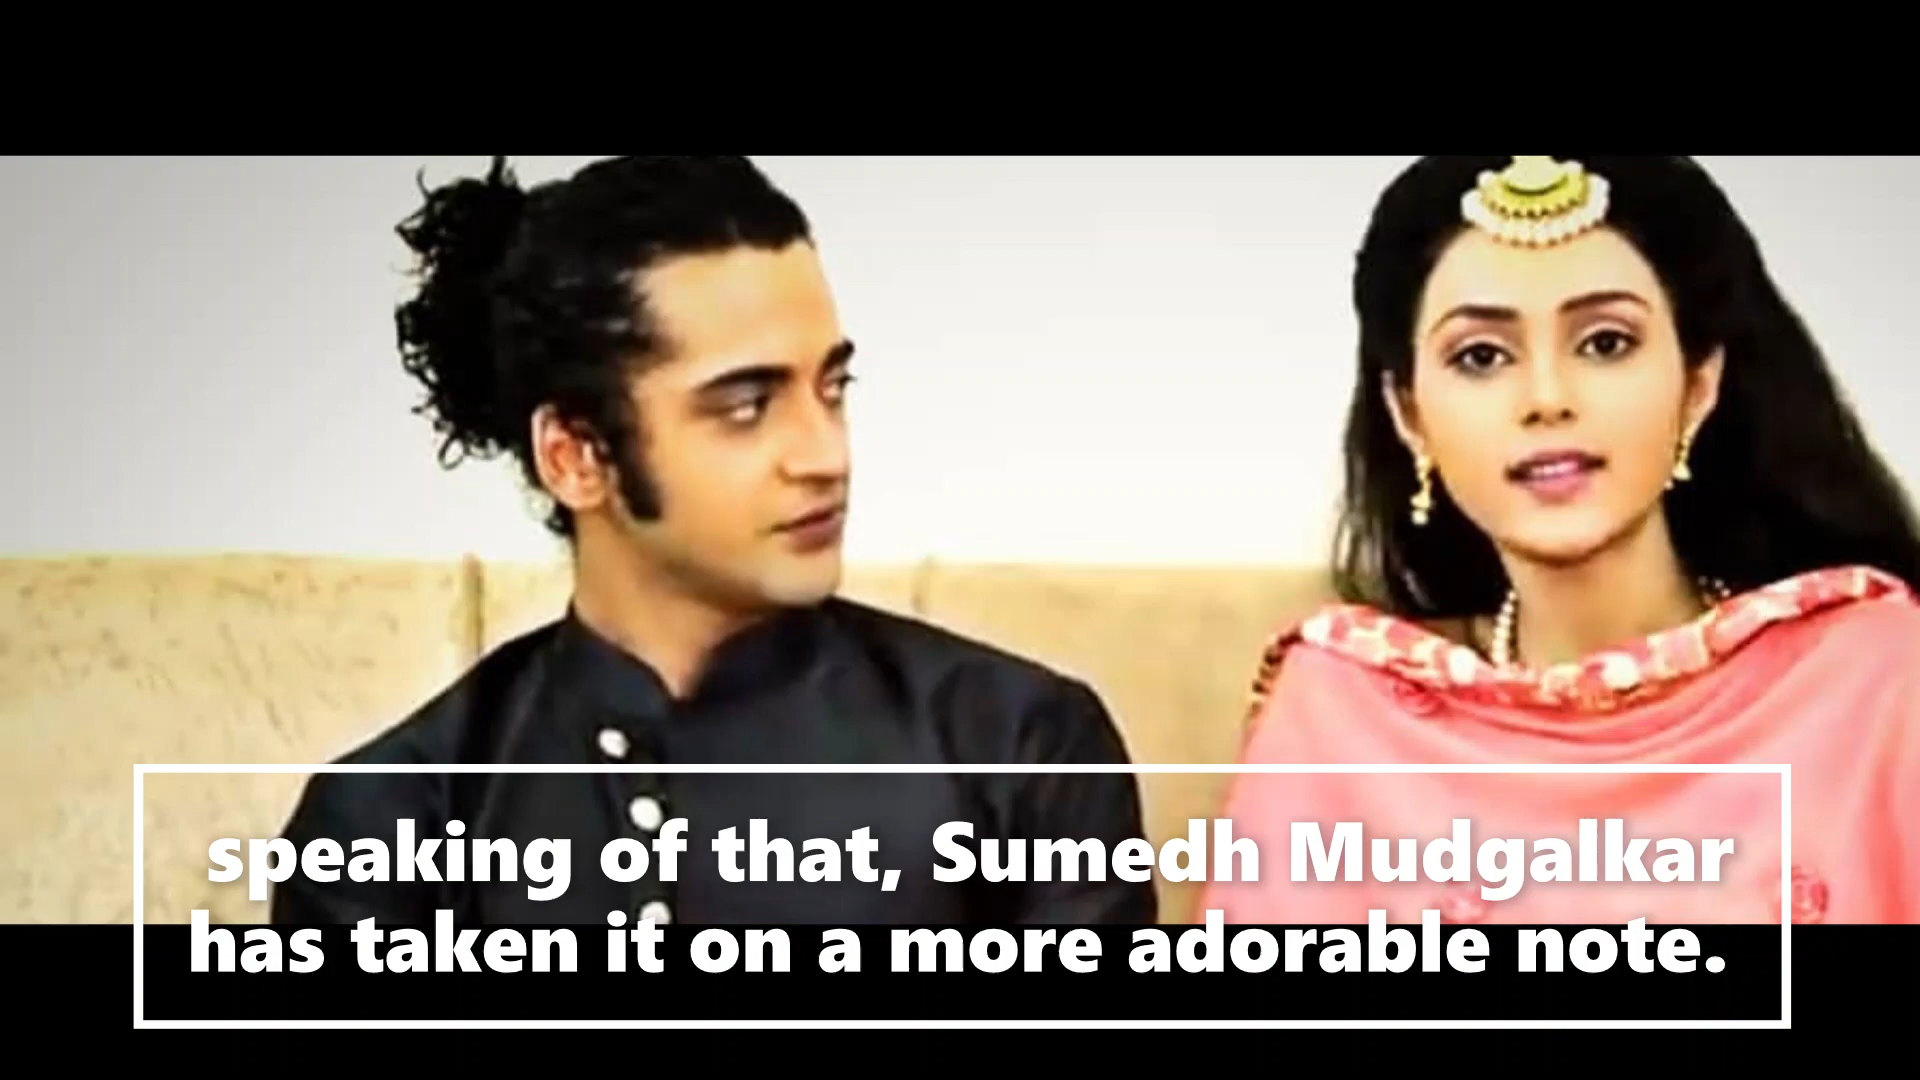 speaking of that, Sumedh Mudgalkar
has taken it on a more adorable note.